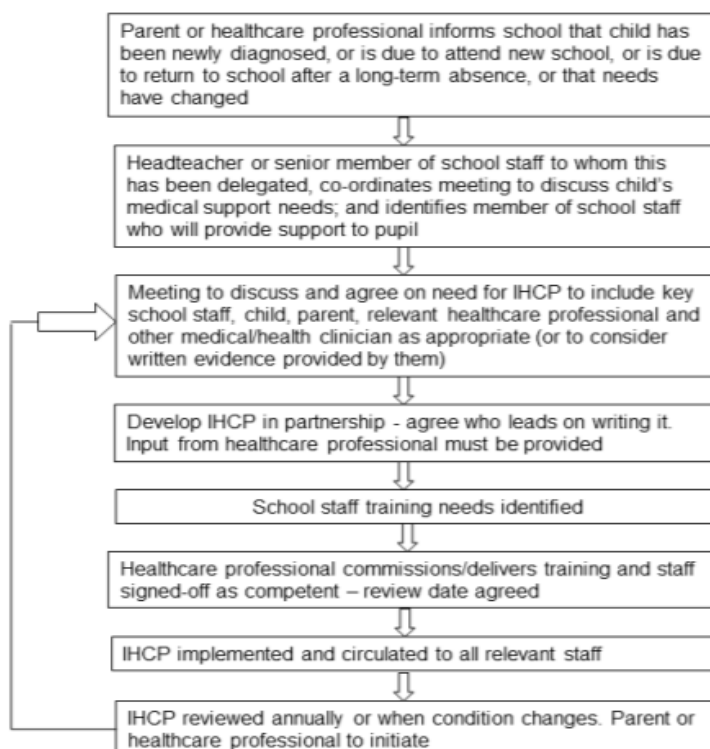 Parent or healthcare professional informs school that child has
been newly diagnosed, or is due to attend new school, or is due
to return to school after a long-term absence, or that needs
have changed
Headteacher or senior member of school staff to whom this
has been delegated, co-ordinates meeting to discuss child's
medical support needs; and identifies member of school staff
who will provide support to pupil
Meeting to discuss and agree on need for IHCP to include key
school staff, child, parent, relevant healthcare professional and
other medical/health clinician as appropriate (or to consider
written evidence provided by them)
Develop IHCP in partnership - agree who leads on writing it.
Input from healthcare professional must be provided
School staff training needs identified
Healthcare professional commissions/delivers training and staff
signed-off as competent – review date agreed
IHCP implemented and circulated to all relevant staff
IHCP reviewed annually or when condition changes. Parent or
healthcare professional to initiate